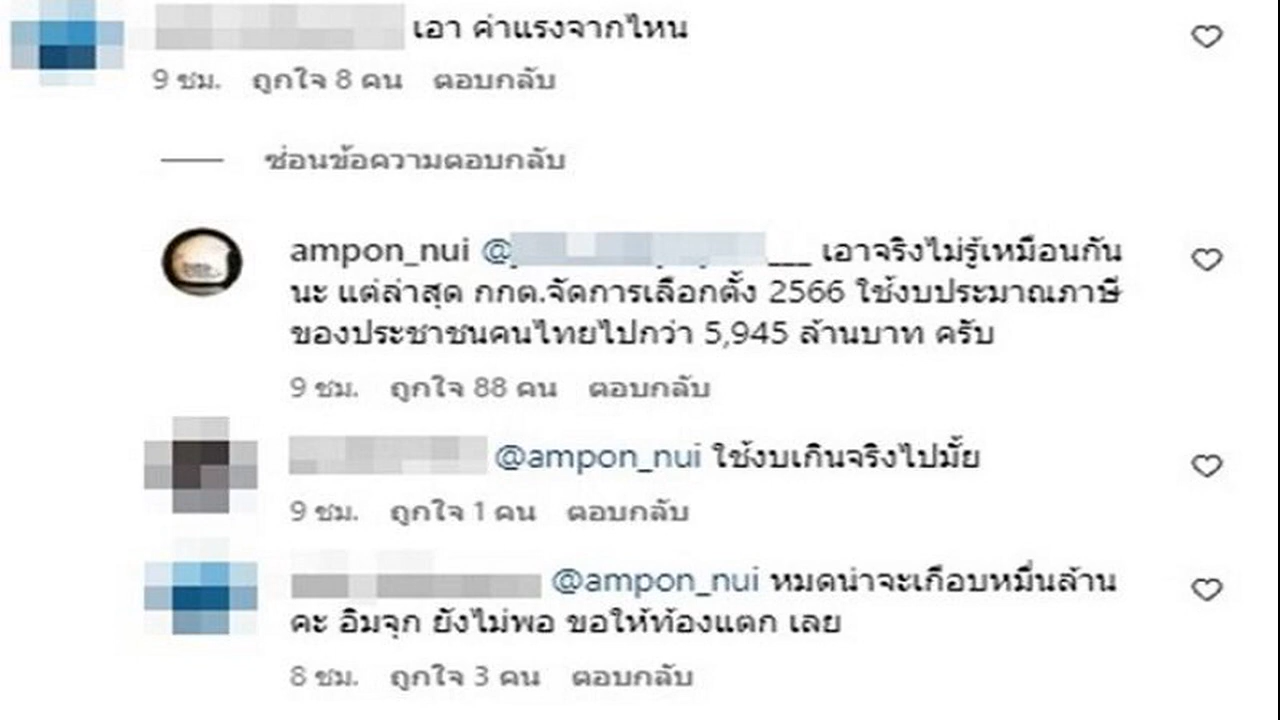 เอา ค่าแรงจากไหน
9 ชม. ถูกใจ 8 คน ตอบกลับ
ซ่อนข้อความตอบกลับ
ampon_nui @ ___ เอาจริงไม่รู้เหมือนกัน
นะ แต่ล่าสุด กกต.จัดการเลือกตั้ง 2566 ใช้งบประมาณภาษี
ของประชาชนคนไทยไปกว่า 5,945 ล้านบาท ครับ
9 ชม. ถูกใจ 88 คน ตอบกลับ
@ampon_nui ใช้งบเกินจริงไปมั้ย
9 ชม. ถูกใจ 1 คน ตอบกลับ
@ampon_nui หมดน่าจะเกือบหมื่นล้าน
คะ อิมจุก ยังไม่พอ ขอให้ท้องแตก เลย
8 ชม. ถูกใจ 3 คน ตอบกลับ